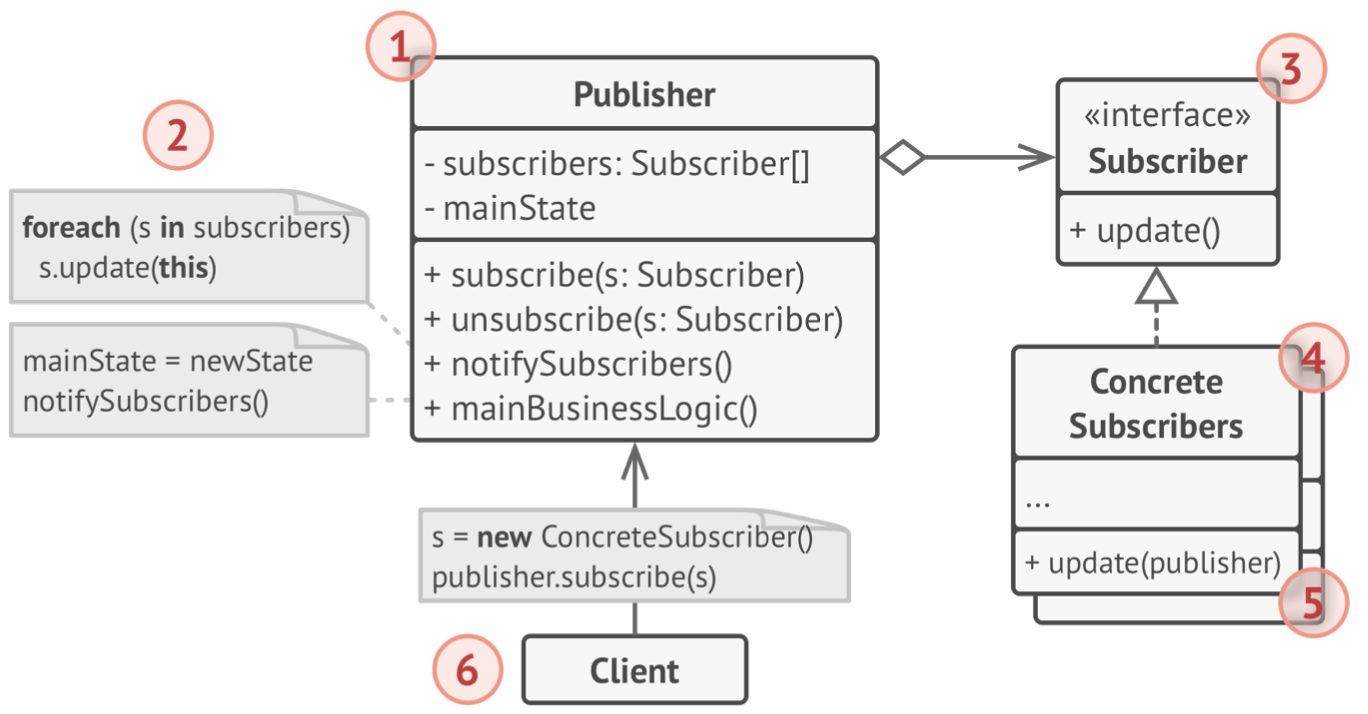 1
Publisher
- subscribers: Subscriber[]
- mainState
+ subscribe(s: Subscriber)
+ unsubscribe(s: Subscriber)
+ notifySubscribers()
+ mainBusinessLogic()
2
foreach (s in subscribers)
s.update(this)
mainState = newState
notifySubscribers()
3
«interface»
Subscriber
+ update()
4
Concrete
Subscribers
...
+ update(publisher)
5
s = new ConcreteSubscriber()
publisher.subscribe(s)
6
Client